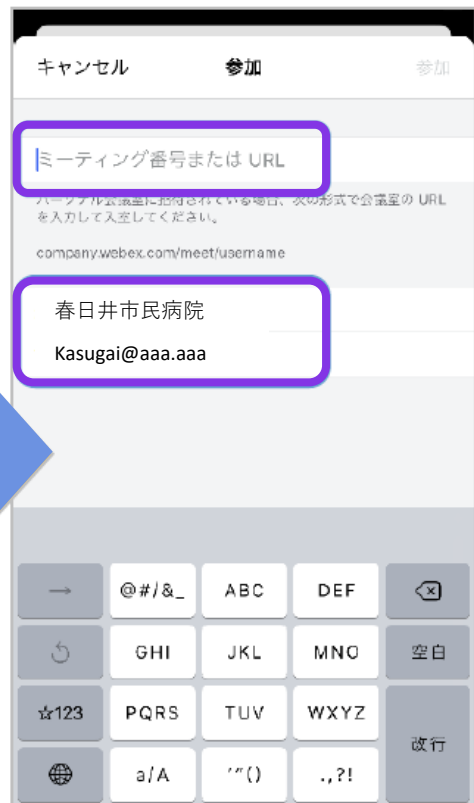 キャンセル 参加 参加
ミーティング番号または URL
パーソナル会議室に招待されている場合、次の形式で会議室の URL
を入力して入室してください。
company.webex.com/meet/username
春日井市民病院
Kasugai@aaa.aaa
→ @#/&_ ABC DEF
GHI JKL MNO 空白
☆123 PQRS TUV WXYZ
改行
a/A ′″() .,?!